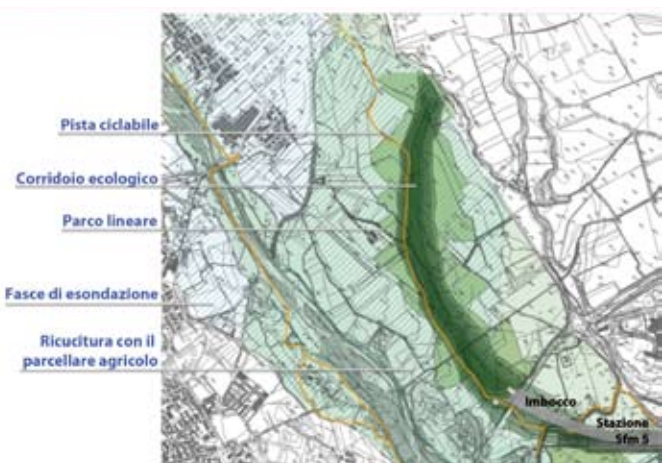 Pista ciclabile
Corridoio ecologico
Parco lineare
Fasce di esondazione
Ricucitura con il
parcellare agricolo
Imbocco
Stazione
Sfm 5